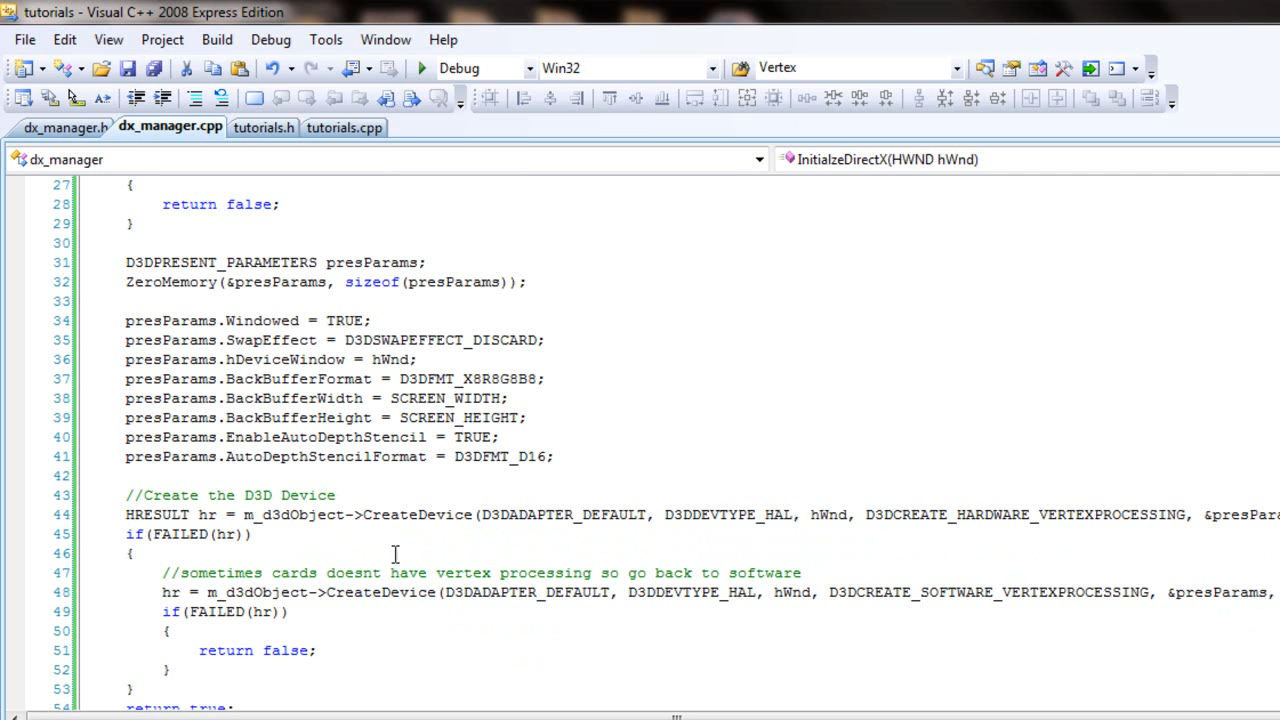 tutorials - Visual C++ 2008 Express Edition
File Edit View Project Build Debug Tools Window Help
Debug Win32 Vertex
dx_manager.h dx_manager.cpp tutorials.h tutorials.cpp
dx_manager InitialzeDirectX(HWND hWnd)
27 {
28 return false;
29 }
30
31 D3DPRESENT_PARAMETERS presParams;
32 ZeroMemory(&presParams, sizeof(presParams));
33
34 presParams.Windowed = TRUE;
35 presParams.SwapEffect = D3DSWAPEFFECT_DISCARD;
36 presParams.hDeviceWindow = hWnd;
37 presParams.BackBufferFormat = D3DFMT_X8R8G8B8;
38 presParams.BackBufferWidth = SCREEN_WIDTH;
39 presParams.BackBufferHeight = SCREEN_HEIGHT;
40 presParams.EnableAutoDepthStencil = TRUE;
41 presParams.AutoDepthStencilFormat = D3DFMT_D16;
42
43 //Create the D3D Device
44 HRESULT hr = m_d3dObject->CreateDevice(D3DADAPTER_DEFAULT, D3DDEVTYPE_HAL, hWnd, D3DCREATE_HARDWARE_VERTEXPROCESSING, &presPara
45 if(FAILED(hr))
46 {
47 //sometimes cards doesnt have vertex processing so go back to software
48 hr = m_d3dObject->CreateDevice(D3DADAPTER_DEFAULT, D3DDEVTYPE_HAL, hWnd, D3DCREATE_SOFTWARE_VERTEXPROCESSING, &presParams,
49 if(FAILED(hr))
50 {
51 return false;
52 }
53 }
54 return true;